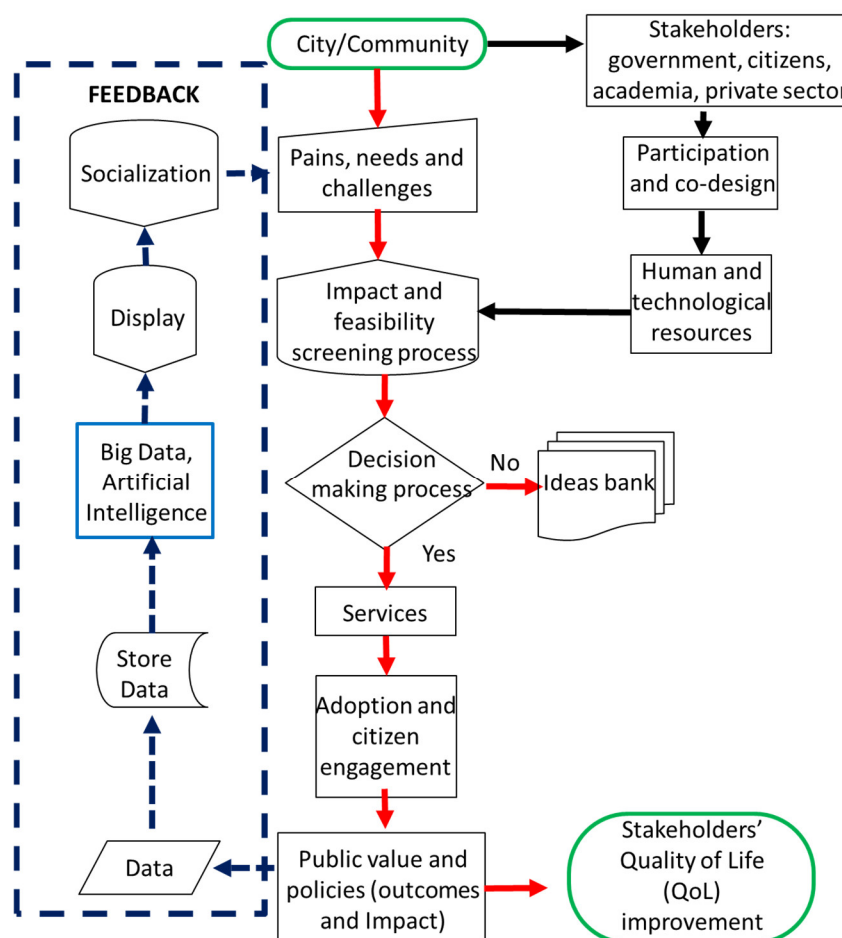 City/Community
Stakeholders:
government, citizens,
academia, private sector
FEEDBACK
Socialization
Pains, needs and
challenges
Participation
and co-design
Display
Impact and
feasibility
screening process
Human and
technological
resources
Big Data,
Artificial
Intelligence
Decision
making process
No
Ideas bank
Yes
Services
Store
Data
Adoption and
citizen
engagement
Data
Public value and
policies (outcomes
and Impact)
Stakeholders’
Quality of Life
(QoL)
improvement